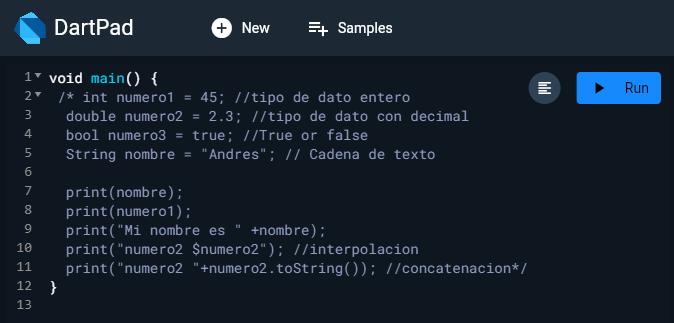 DartPad
New
Samples
Run
1 void main() {
2 /* int numero1 = 45; //tipo de dato entero
3 double numero2 = 2.3; //tipo de dato con decimal
4 bool numero3 = true; //True or false
5 String nombre = "Andres"; // Cadena de texto
6
7 print(nombre);
8 print(numero1);
9 print("Mi nombre es " +nombre);
10 print("numero2 $numero2"); //interpolacion
11 print("numero2 "+numero2.toString()); //concatenacion*/
12 }
13